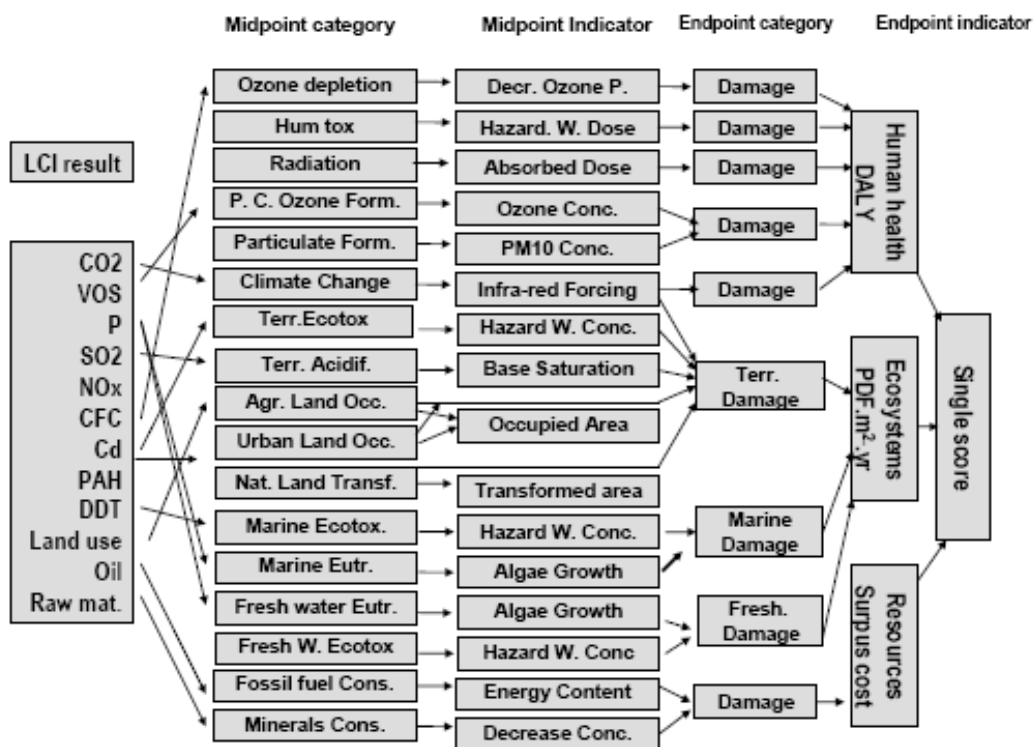 Midpoint category
Midpoint Indicator
Endpoint category
Endpoint indicator
LCI result
CO2
VOS
P
SO2
NOx
CFC
Cd
PAH
DDT
Land use
Oil
Raw mat.
Ozone depletion
Hum tox
Radiation
P. C. Ozone Form.
Particulate Form.
Climate Change
Terr.Ecotox
Terr. Acidif.
Agr. Land Occ.
Urban Land Occ.
Nat. Land Transf.
Marine Ecotox.
Marine Eutr.
Fresh water Eutr.
Fresh W. Ecotox
Fossil fuel Cons.
Minerals Cons.
Decr. Ozone P.
Hazard. W. Dose
Absorbed Dose
Ozone Conc.
PM10 Conc.
Infra-red Forcing
Hazard W. Conc.
Base Saturation
Occupied Area
Transformed area
Hazard W. Conc.
Algae Growth
Algae Growth
Hazard W. Conc
Energy Content
Decrease Conc.
Damage
Damage
Damage
Damage
Damage
Terr.
Damage
Marine
Damage
Fresh.
Damage
Damage
Human health
DALY
Ecosystems
PDF.m².yr
Resources
Surpus cost
Single score